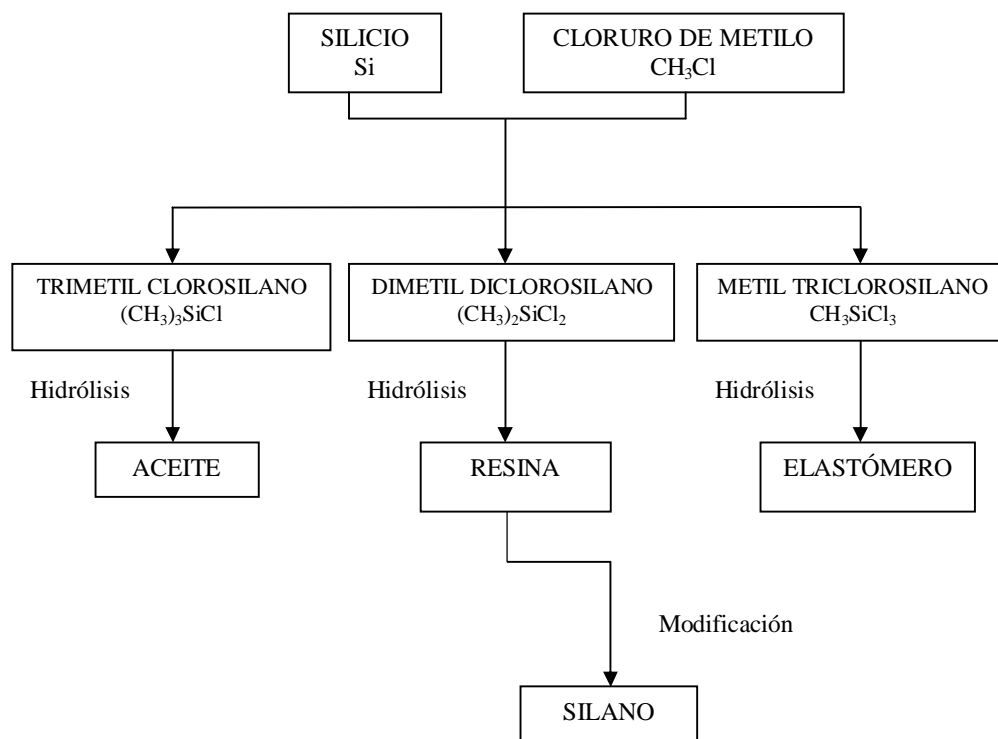 SILICIO
Si
CLORURO DE METILO
CH₃Cl
TRIMETIL CLOROSILANO
(CH₃)₃SiCl
DIMETIL DICLOROSILANO
(CH₃)₂SiCl₂
METIL TRICLOROSILANO
CH₃SiCl₃
Hidrólisis
Hidrólisis
Hidrólisis
ACEITE
RESINA
ELASTÓMERO
Modificación
SILANO